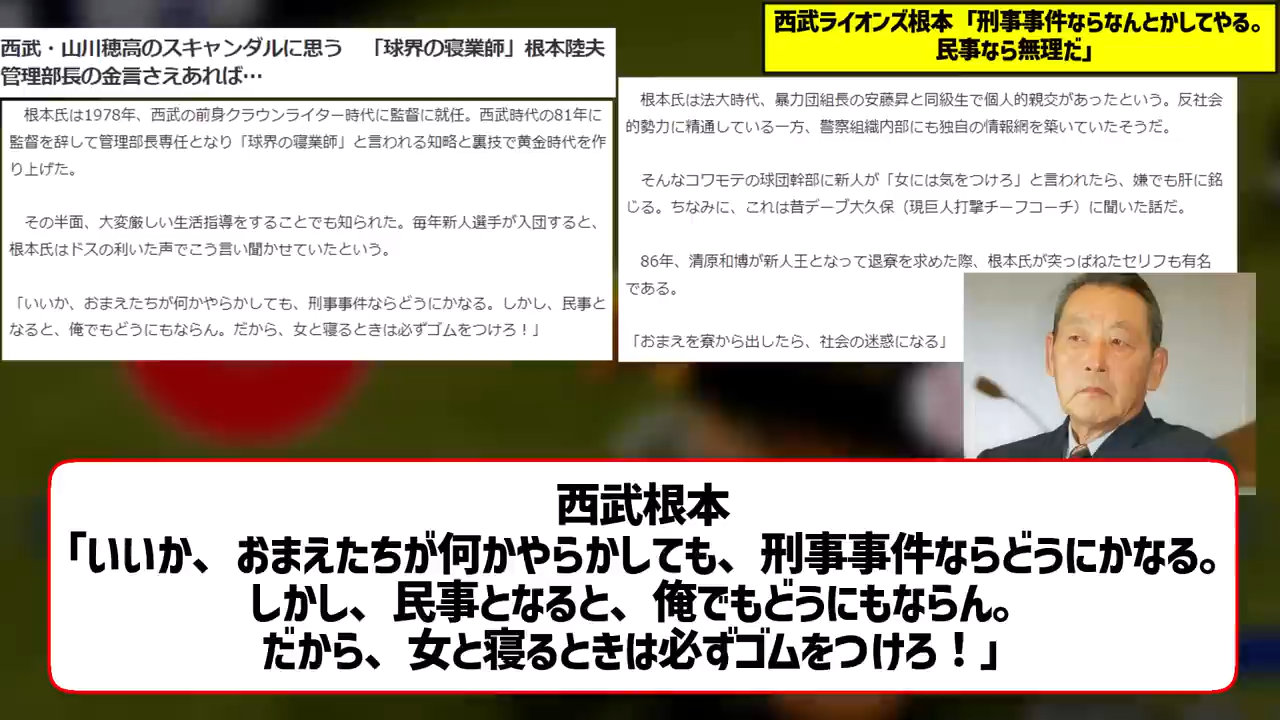 西武・山川穂高のスキャンダルに思う　「球界の寝業師」根本陸夫
管理部長の金言さえあれば…
根本氏は1978年、西武の前身クラウンライター時代に監督に就任。西武時代の81年に
監督を辞して管理部長専任となり「球界の寝業師」と言われる知略と裏技で黄金時代を作
り上げた。
その半面、大変厳しい生活指導をすることでも知られた。毎年新人選手が入団すると、
根本氏はドスの利いた声でこう言い聞かせていたという。
「いいか、おまえたちが何かやらかしても、刑事事件ならどうにかなる。しかし、民事と
なると、俺でもどうにもならん。だから、女と寝るときは必ずゴムをつけろ！」
西武ライオンズ根本「刑事事件ならなんとかしてやる。
民事なら無理だ」
根本氏は法大時代、暴力団組長の安藤昇と同級生で個人的親交があったという。反社会
的勢力に精通している一方、警察組織内部にも独自の情報網を築いていたそうだ。
そんなコワモテの球団幹部に新人が「女には気をつけろ」と言われたら、嫌でも肝に銘
じる。ちなみに、これは昔デーブ大久保（現巨人打撃チーフコーチ）に聞いた話だ。
86年、清原和博が新人王となって退寮を求めた際、根本氏が突っぱねたセリフも有名
である。
「おまえを寮から出したら、社会の迷惑になる」
西武根本
「いいか、おまえたちが何かやらかしても、刑事事件ならどうにかなる。
しかし、民事となると、俺でもどうにもならん。
だから、女と寝るときは必ずゴムをつけろ！」